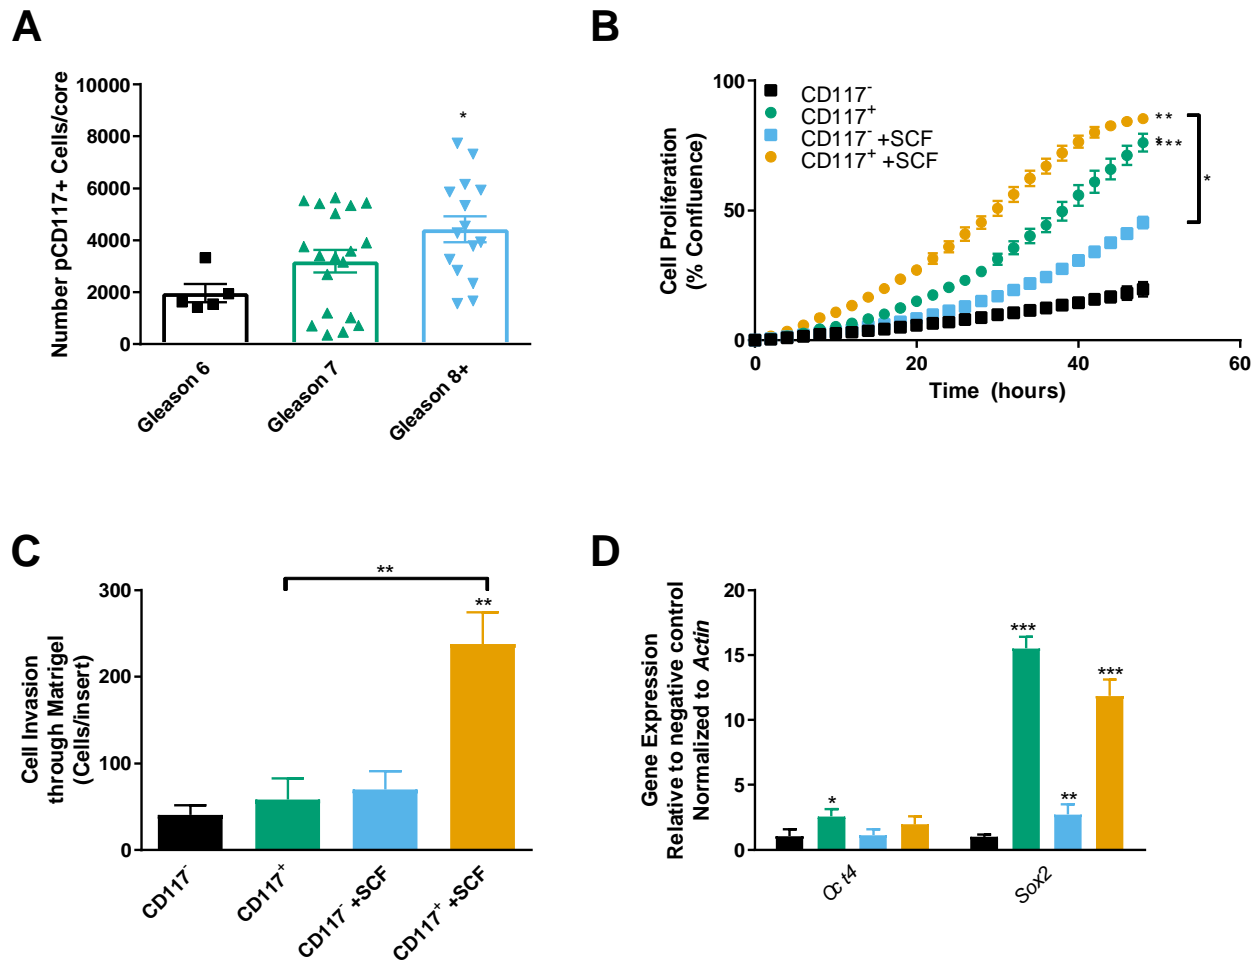 A
Number pCD117+ Cells/core
10000
8000
6000
4000
2000
0
*
Gleason 6
Gleason 7
Gleason 8+
B
Cell Proliferation
(% Confluence)
100
50
0
CD117⁻
CD117⁺
CD117⁻ +SCF
CD117⁺ +SCF
**
*
***
*
0
20
40
60
Time (hours)
C
Cell Invasion
through Matrigel
(Cells/insert)
300
200
100
0
**
**
CD117⁻
CD117⁺
CD117⁻ +SCF
CD117⁺ +SCF
D
Gene Expression
Relative to negative control
Normalized to Actin
20
15
10
5
0
*
***
**
***
Oct4
Sox2